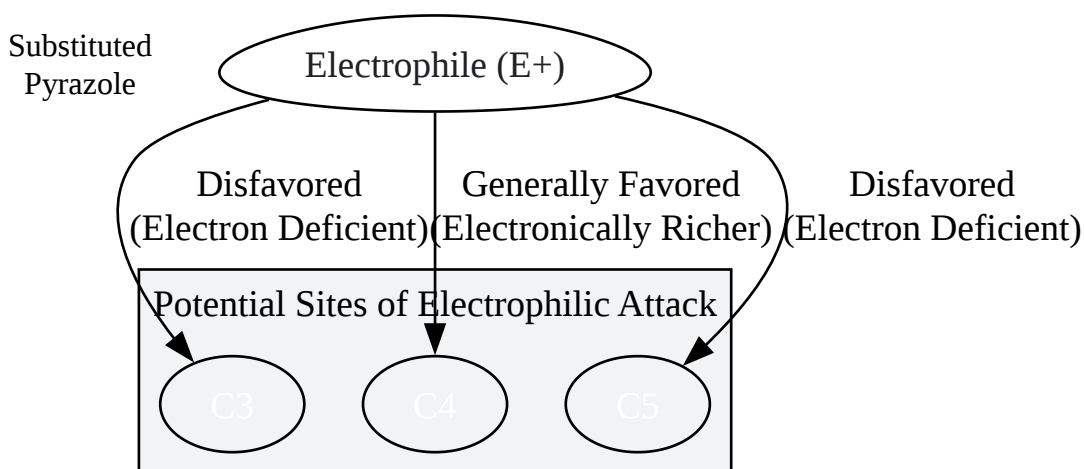 Substituted
Pyrazole
Electrophile (E+)
Disfavored
(Electron Deficient)
Generally Favored
(Electronically Richer)
Disfavored
(Electron Deficient)
Potential Sites of Electrophilic Attack
C3
C4
C5